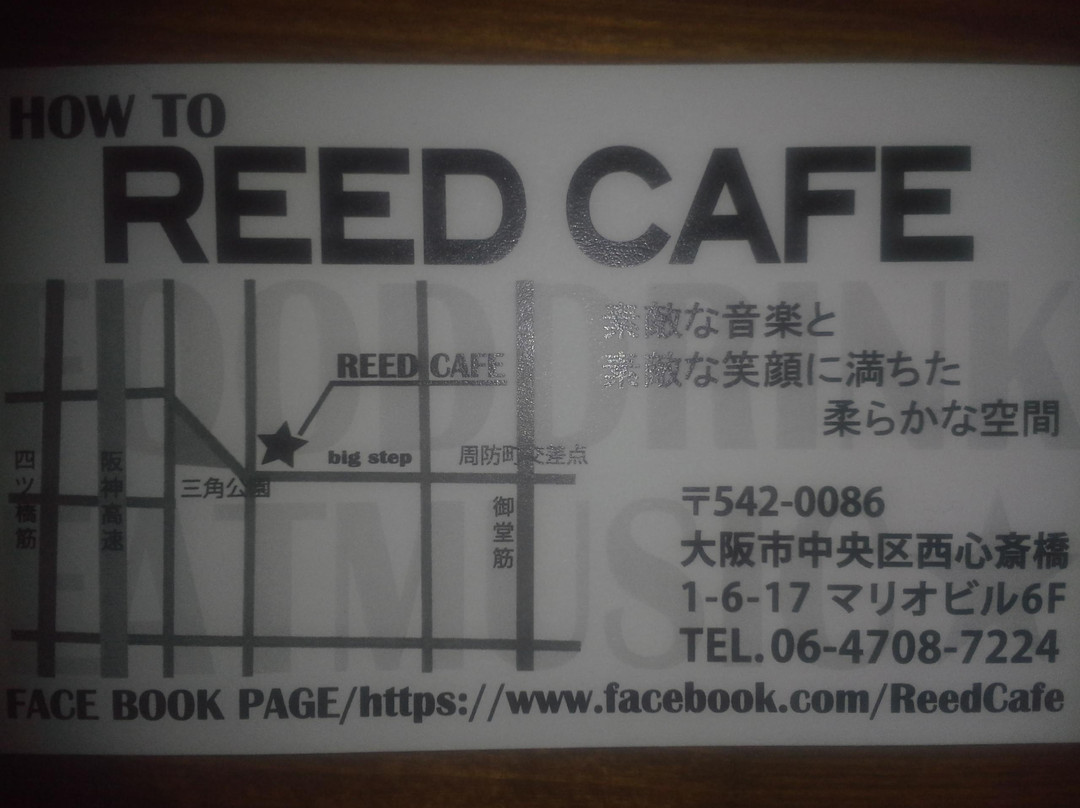 HOW TO
REED CAFE
FOOD DRINK
EAT MUSIC
素敵な音楽と
素敵な笑顔に満ちた
柔らかな空間
REED CAFE
big step
周防町交差点
三角公園
四ツ橋筋
阪神高速
御堂筋
〒542-0086
大阪市中央区西心斎橋
1-6-17 マリオビル6F
TEL.06-4708-7224
FACE BOOK PAGE/https://www.facebook.com/ReedCafe